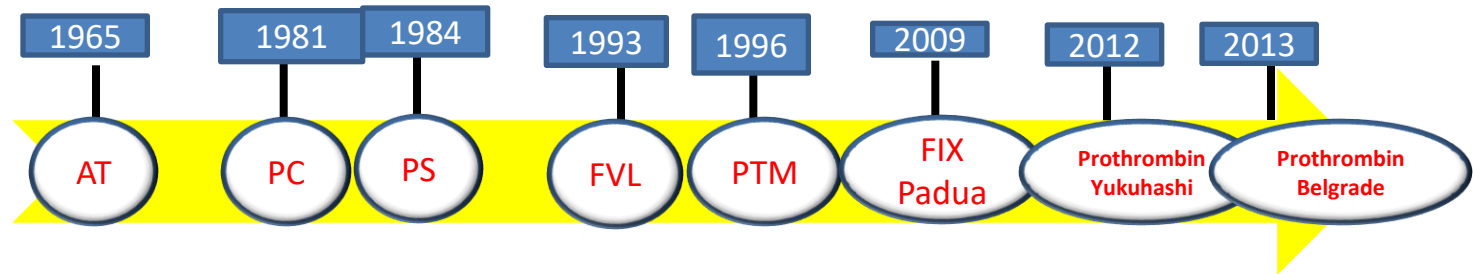 1965
1981
1984
1993
1996
2009
2012
2013
AT
PC
PS
FVL
PTM
FIX
Padua
Prothrombin
Yukuhashi
Prothrombin
Belgrade